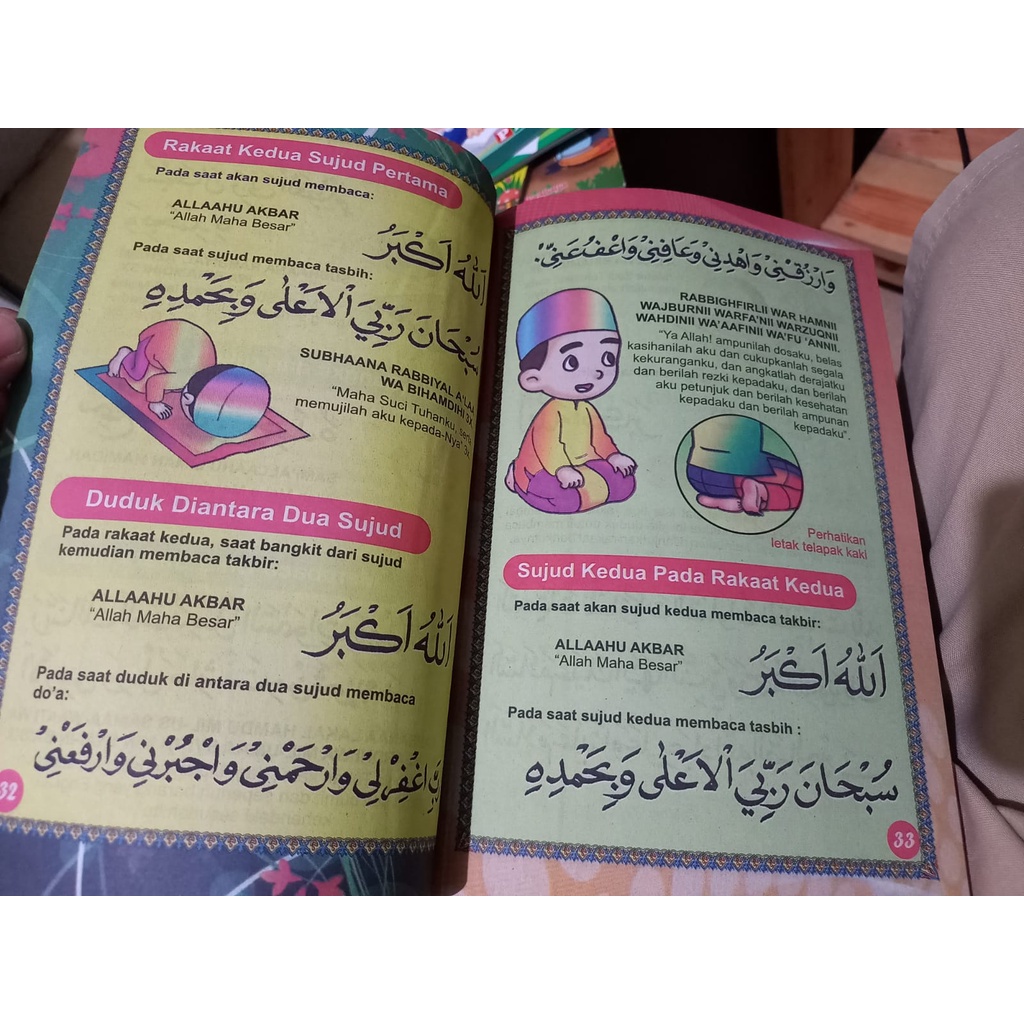 Rakaat Kedua Sujud Pertama
Pada saat akan sujud membaca:
ALLAAHU AKBAR
“Allah Maha Besar”
اَللهُ اَكْبَرُ
Pada saat sujud membaca tasbih:
سُبْحَانَ رَبِّيَ اْلاَعْلٰى وَبِحَمْدِهِ
SUBHAANA RABBIYAL A'LAA
WA BIHAMDIHI 3X
“Maha Suci Tuhanku, serta
memujilah aku kepada-Nya” 3x
Duduk Diantara Dua Sujud
Pada rakaat kedua, saat bangkit dari sujud
kemudian membaca takbir:
ALLAAHU AKBAR
“Allah Maha Besar”
اَللهُ اَكْبَرُ
Pada saat duduk di antara dua sujud membaca
do'a:
رَبِّ اغْفِرْلِيْ وَارْحَمْنِيْ وَاجْبُرْنِيْ وَارْفَعْنِيْ
32
وَارْزُقْنِيْ وَاهْدِنِيْ وَعَافِنِيْ وَاعْفُ عَنِّيْ.
RABBIGHFIRLII WAR HAMNII
WAJBURNII WARFA'NII WARZUQNII
WAHDINII WA'AAFINII WA'FU 'ANNII.
“Ya Allah! ampunilah dosaku, belas
kasihanilah aku dan cukupkanlah segala
kekuranganku, dan angkatlah derajatku
dan berilah rezki kepadaku, dan berilah
aku petunjuk dan berilah kesehatan
kepadaku dan berilah ampunan
kepadaku”.
Perhatikan
letak telapak kaki
Sujud Kedua Pada Rakaat Kedua
Pada saat akan sujud kedua membaca takbir:
ALLAAHU AKBAR
“Allah Maha Besar”
اَللهُ اَكْبَرُ
Pada saat sujud kedua membaca tasbih :
سُبْحَانَ رَبِّيَ اْلاَعْلٰى وَبِحَمْدِهِ
33